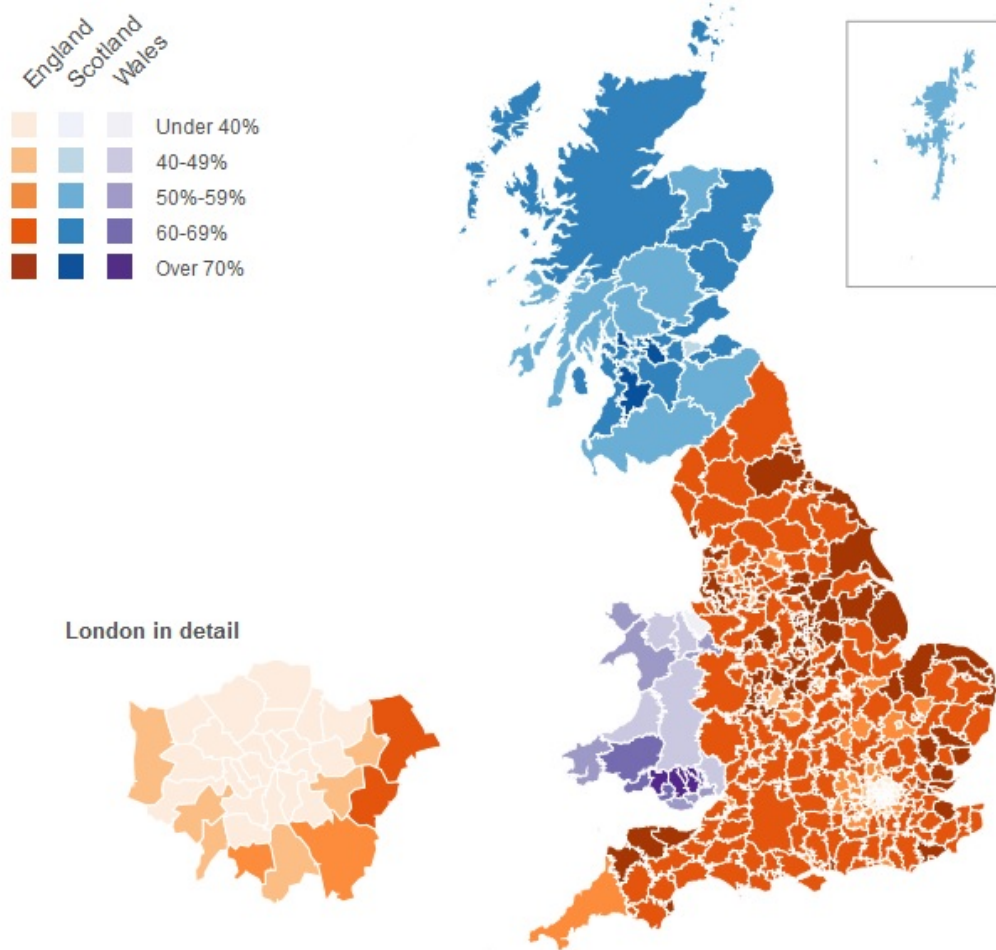 England
Scotland
Wales
Under 40%
40-49%
50%-59%
60-69%
Over 70%
London in detail